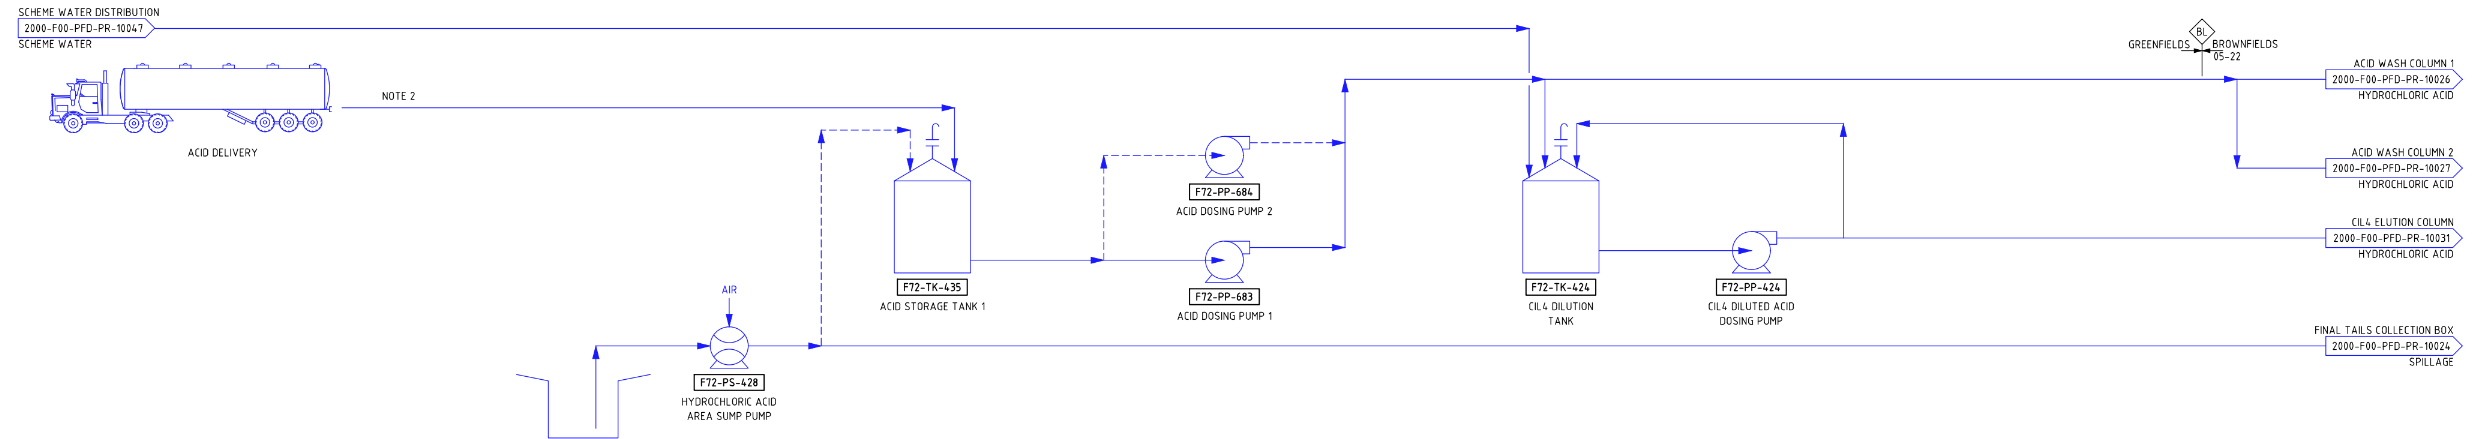 SCHEME WATER DISTRIBUTION
2000-F00-PFD-PR-10047
SCHEME WATER
ACID DELIVERY
NOTE 2
AIR
F72-PS-428
HYDROCHLORIC ACID
AREA SUMP PUMP
F72-TK-435
ACID STORAGE TANK 1
F72-PP-684
ACID DOSING PUMP 2
F72-PP-683
ACID DOSING PUMP 1
F72-TK-424
CIL4 DILUTION
TANK
F72-PP-424
CIL4 DILUTED ACID
DOSING PUMP
BL
GREENFIELDS
BROWNFIELDS
05-22
ACID WASH COLUMN 1
2000-F00-PFD-PR-10026
HYDROCHLORIC ACID
ACID WASH COLUMN 2
2000-F00-PFD-PR-10027
HYDROCHLORIC ACID
CIL4 ELUTION COLUMN
2000-F00-PFD-PR-10031
HYDROCHLORIC ACID
FINAL TAILS COLLECTION BOX
2000-F00-PFD-PR-10024
SPILLAGE